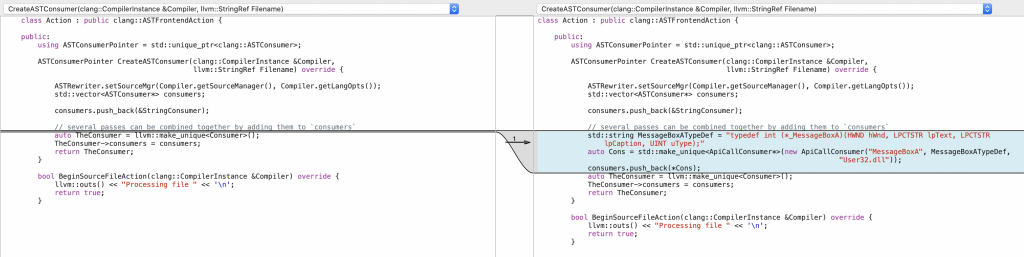 CreateASTConsumer(clang::CompilerInstance &Compiler, llvm::StringRef Filename)
class Action : public clang::ASTFrontendAction {
public:
using ASTConsumerPointer = std::unique_ptr<clang::ASTConsumer>;
ASTConsumerPointer CreateASTConsumer(clang::CompilerInstance &Compiler,
llvm::StringRef Filename) override {
ASTRewriter.setSourceMgr(Compiler.getSourceManager(), Compiler.getLangOpts());
std::vector<ASTConsumer*> consumers;
consumers.push_back(&StringConsumer);
// several passes can be combined together by adding them to `consumers`
auto TheConsumer = llvm::make_unique<Consumer>();
TheConsumer->consumers = consumers;
return TheConsumer;
}
bool BeginSourceFileAction(clang::CompilerInstance &Compiler) override {
llvm::outs() << "Processing file " << '\n';
return true;
}
1
CreateASTConsumer(clang::CompilerInstance &Compiler, llvm::StringRef Filename)
class Action : public clang::ASTFrontendAction {
public:
using ASTConsumerPointer = std::unique_ptr<clang::ASTConsumer>;
ASTConsumerPointer CreateASTConsumer(clang::CompilerInstance &Compiler,
llvm::StringRef Filename) override {
ASTRewriter.setSourceMgr(Compiler.getSourceManager(), Compiler.getLangOpts());
std::vector<ASTConsumer*> consumers;
consumers.push_back(&StringConsumer);
// several passes can be combined together by adding them to `consumers`
std::string MessageBoxATypeDef = "typedef int (*_MessageBoxA)(HWND hWnd, LPCTSTR lpText, LPCTSTR
lpCaption, UINT uType);"
auto Cons = std::make_unique<ApiCallConsumer*>(new ApiCallConsumer("MessageBoxA", MessageBoxATypeDef,
"User32.dll"));
consumers.push_back(*Cons);
auto TheConsumer = llvm::make_unique<Consumer>();
TheConsumer->consumers = consumers;
return TheConsumer;
}
bool BeginSourceFileAction(clang::CompilerInstance &Compiler) override {
llvm::outs() << "Processing file " << '\n';
return true;
}